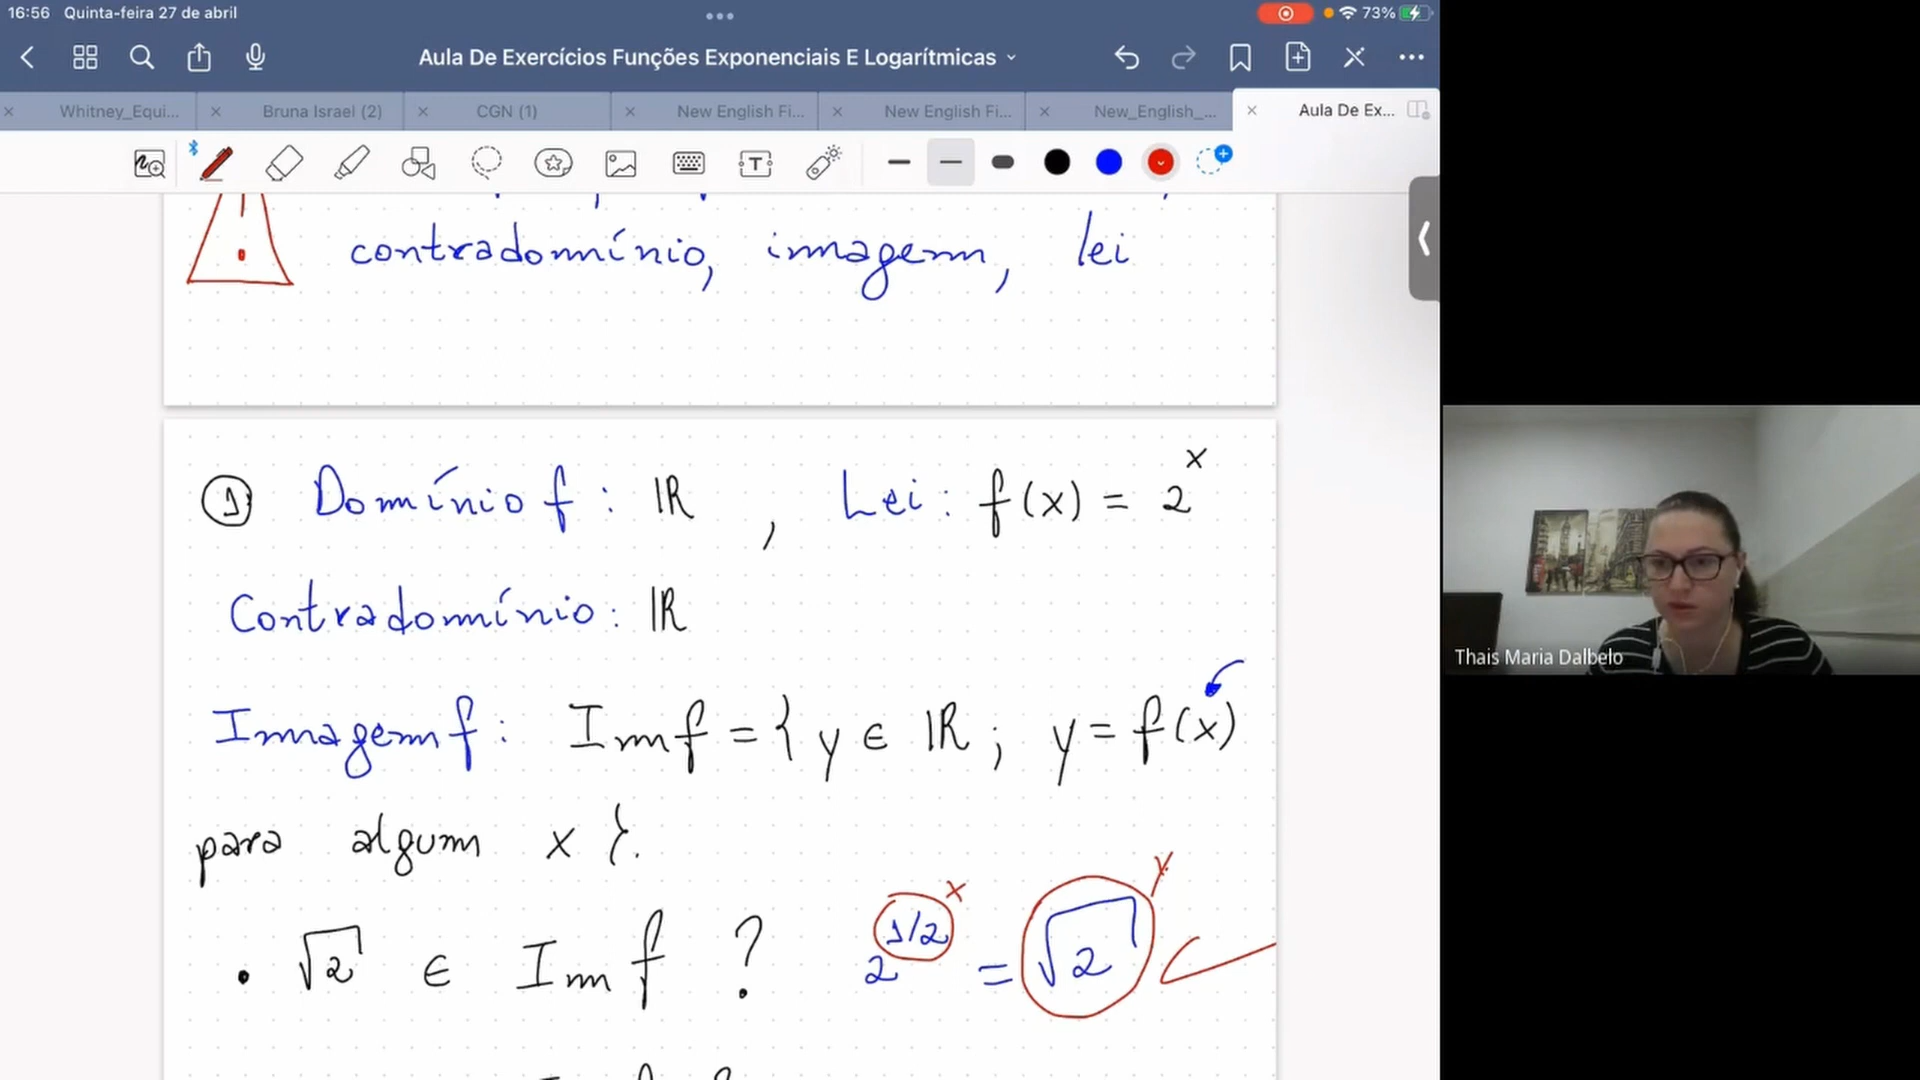 16:56 Quinta-feira 27 de abril
73%
Aula De Exercícios Funções Exponenciais E Logarítmicas
Whitney_Equi...
Bruna Israel (2)
CGN (1)
New English Fi...
New English Fi...
New_English_...
Aula De Ex...
contradomínio, imagem, lei
① Domínio f : ℝ , Lei : f(x) = 2^x
Contradomínio : ℝ
Imagem f : Im f = { y ∈ ℝ ; y = f(x)
para algum x }.
• √2 ∈ Im f ? 2^{1/2} = √2
x
y
Thais Maria Dalbelo